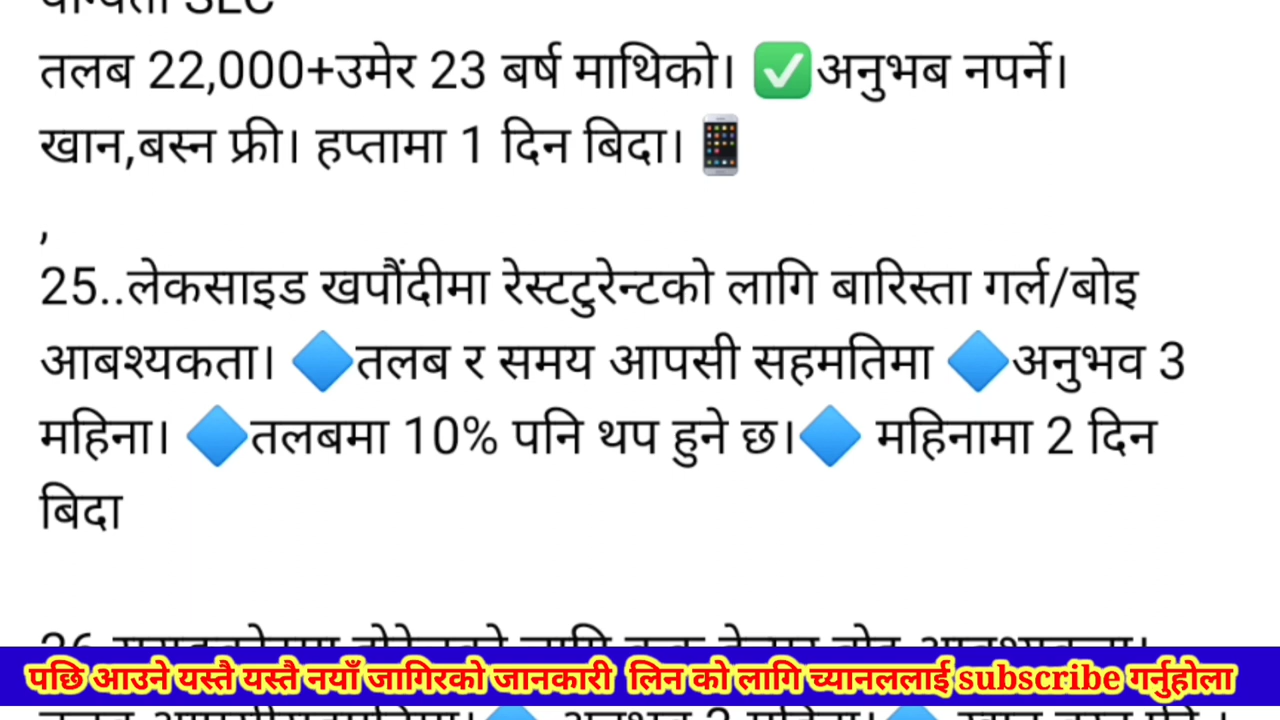 योग्यता SEC
तलब 22,000+उमेर 23 बर्ष माथिको। ✅अनुभब नपर्ने।
खान,बस्न फ्री। हप्तामा 1 दिन बिदा। 📱
,
25..लेकसाइड खपौंदीमा रेस्टटुरेन्टको लागि बारिस्ता गर्ल/बोइ
आबश्यकता। 🔷तलब र समय आपसी सहमतिमा 🔷अनुभव 3
महिना। 🔷तलबमा 10% पनि थप हुने छ।🔷 महिनामा 2 दिन
बिदा
पछि आउने यस्तै यस्तै नयाँ जागिरको जानकारी लिन को लागि च्यानललाई subscribe गर्नुहोला